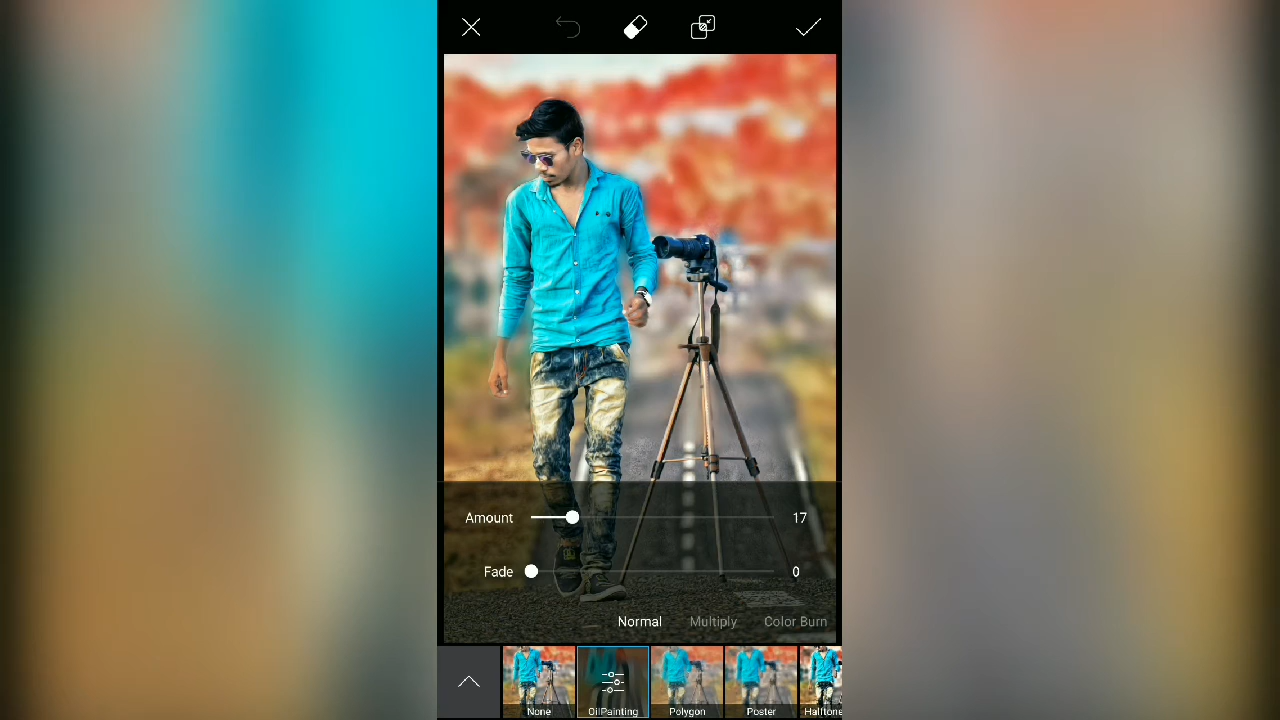 Amount 17
Fade 0
Normal Multiply Color Burn
None OilPainting Polygon Poster Halftone